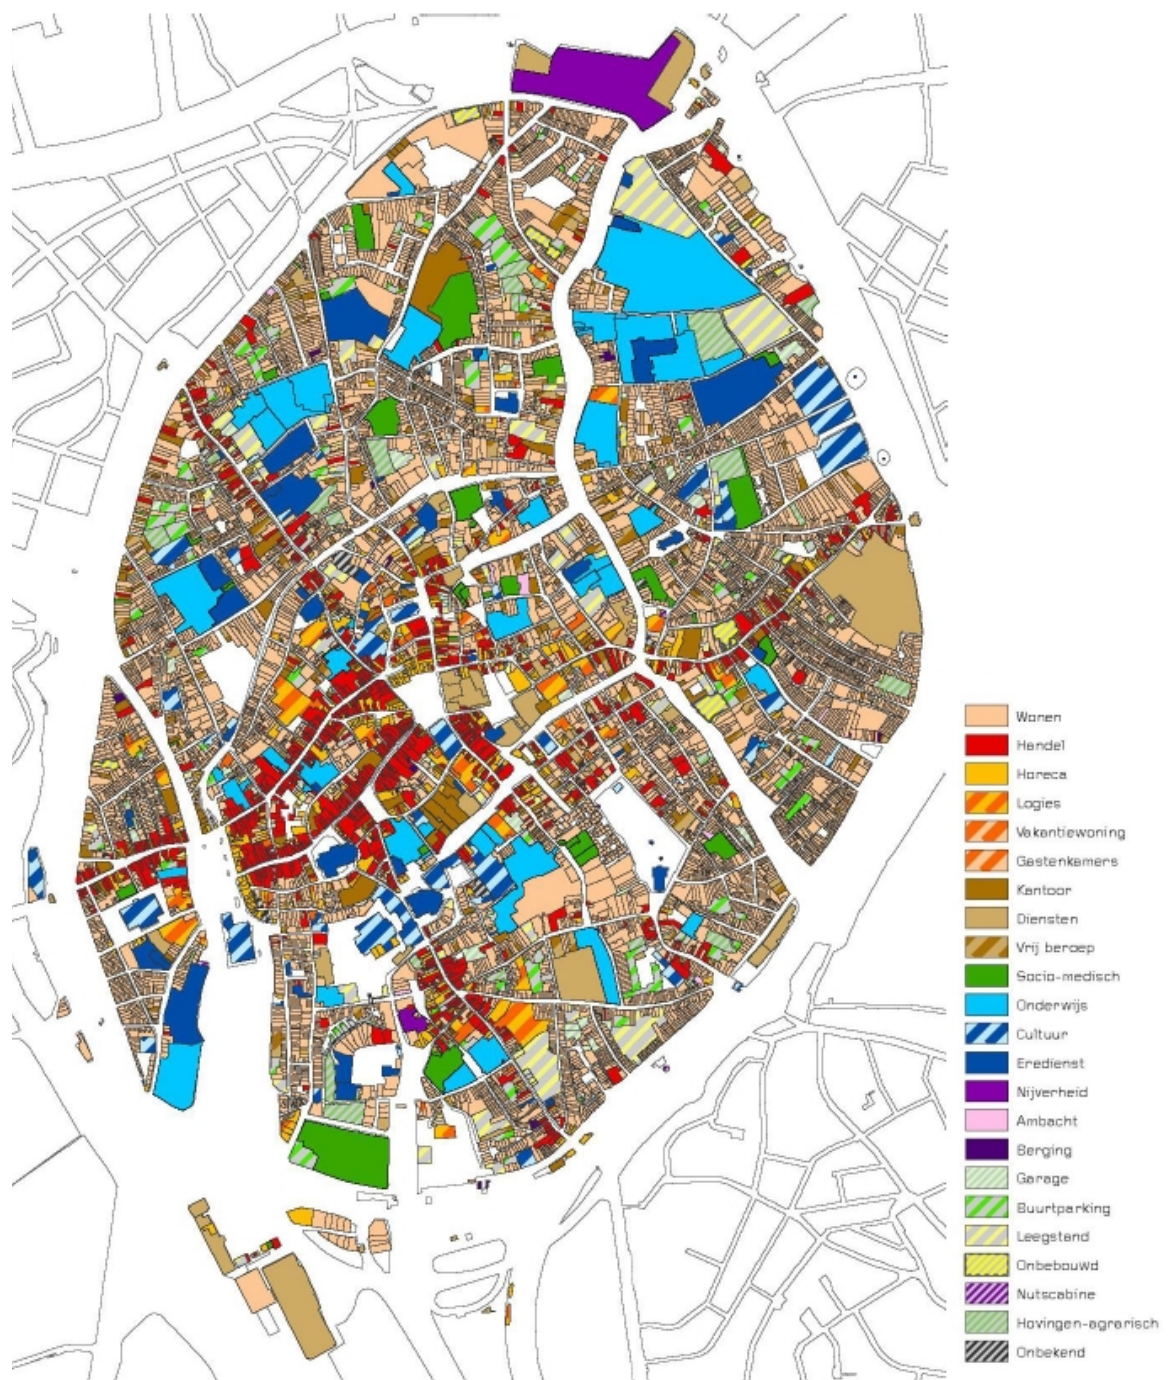 Wonen
Handel
Horeca
Logies
Vakantiewoning
Gastenkamers
Kantoor
Diensten
Vrij beroep
Socio-medisch
Onderwijs
Cultuur
Eredienst
Nijverheid
Ambacht
Berging
Garage
Buurtparking
Leegstand
Onbebouwd
Nutscabine
Hovingen-agrarisch
Onbekend